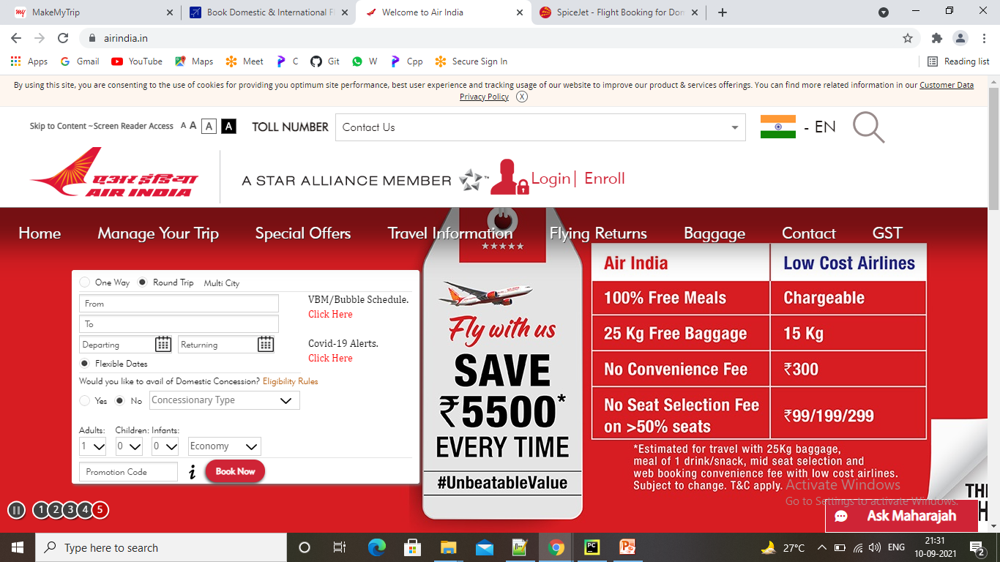 MakeMyTrip
Book Domestic & International Fl
Welcome to Air India
SpiceJet - Flight Booking for Dom
airindia.in
Apps Gmail YouTube Maps Meet C Git W Cpp Secure Sign In Reading list
By using this site, you are consenting to the use of cookies for providing you optimum site performance, best user experience and tracking usage of our website to improve our product & services offerings. You can find more related information in our Customer Data
Privacy Policy X
Skip to Content ~Screen Reader Access A A A A TOLL NUMBER Contact Us - EN
एअर इंडिया
AIR INDIA
A STAR ALLIANCE MEMBER ™ Login| Enroll
Home Manage Your Trip Special Offers Travel Information Flying Returns Baggage Contact GST
One Way Round Trip Multi City
From
To
Departing Returning
Flexible Dates
VBM/Bubble Schedule.
Click Here
Covid-19 Alerts.
Click Here
Would you like to avail of Domestic Concession? Eligibility Rules
Yes No Concessionary Type
Adults: Children: Infants:
1 0 0 Economy
Promotion Code i Book Now
Fly with us
SAVE
₹5500*
EVERY TIME
#UnbeatableValue
Air India Low Cost Airlines
100% Free Meals Chargeable
25 Kg Free Baggage 15 Kg
No Convenience Fee ₹300
No Seat Selection Fee
on >50% seats ₹99/199/299
*Estimated for travel with 25Kg baggage,
meal of 1 drink/snack, mid seat selection and
web booking convenience fee with low cost airlines.
Subject to change. T&C apply.
Activate Windows
Go to Settings to activate Windows.
1 2 3 4 5
Ask Maharajah
Type here to search
27°C ENG
21:31
10-09-2021
2